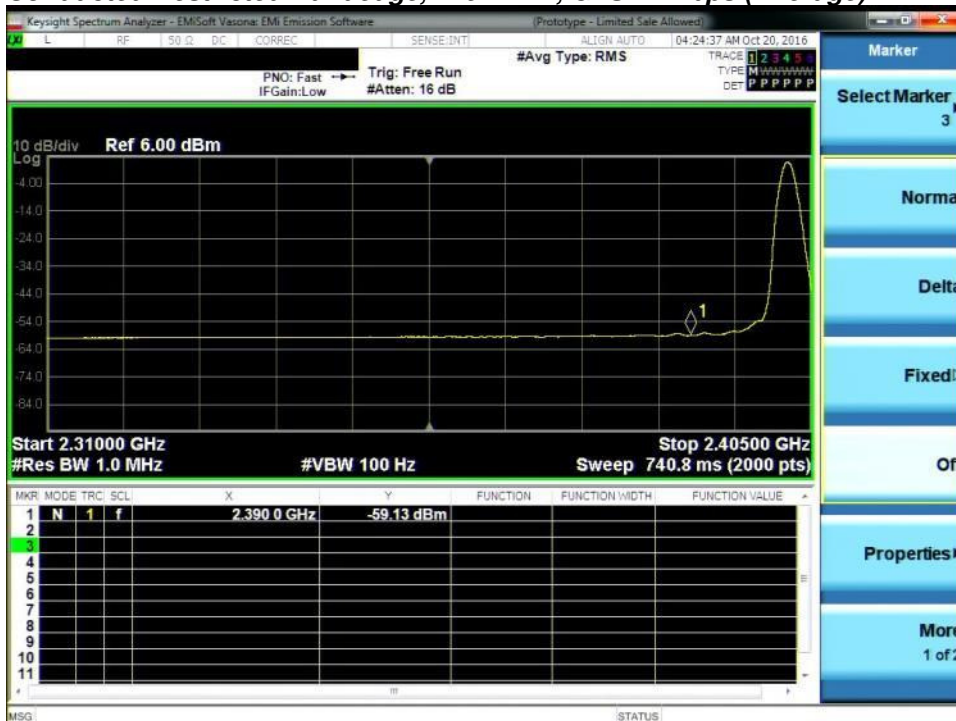 Keysight Spectrum Analyzer - EMiSoft Vasona: EMi Emission Software (Prototype - Limited Sale Allowed)
L RF 50 Ω DC CORREC SENSE:INT ALIGN AUTO 04:24:37 AM Oct 20, 2016
#Avg Type: RMS
TRACE 1 2 3 4 5 6
PNO: Fast Trig: Free Run
TYPE M W W W W W
IFGain:Low #Atten: 16 dB
DET P P P P P P
10 dB/div Ref 6.00 dBm
Log
-4.00
-14.0
-24.0
-34.0
-44.0
-54.0
-64.0
-74.0
-84.0
1
Start 2.31000 GHz Stop 2.40500 GHz
#Res BW 1.0 MHz #VBW 100 Hz Sweep 740.8 ms (2000 pts)
MKR MODE TRC SCL X Y FUNCTION FUNCTION WIDTH FUNCTION VALUE
1 N 1 f 2.390 0 GHz -59.13 dBm
2
3
4
5
6
7
8
9
10
11
MSG STATUS
Marker
Select Marker
3
Norma
Delta
Fixed
Of
Properties
More
1 of 2